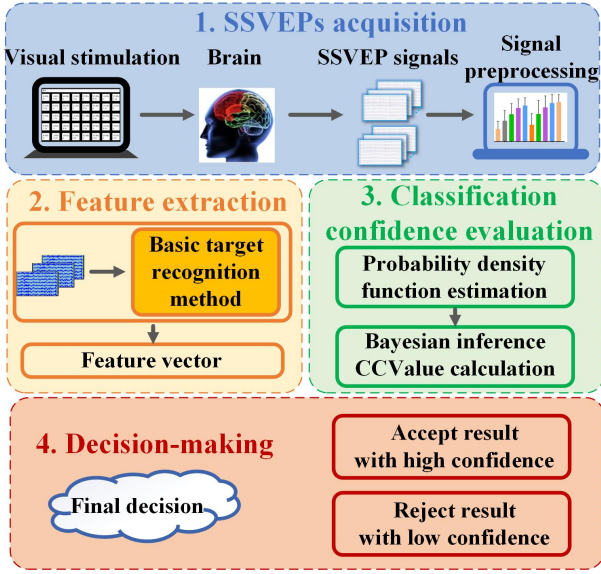 1. SSVEPs acquisition
Visual stimulation
Brain
SSVEP signals
Signal
preprocessing
2. Feature extraction
Basic target
recognition
method
Feature vector
3. Classification
confidence evaluation
Probability density
function estimation
Bayesian inference
CCValue calculation
4. Decision-making
Final decision
Accept result
with high confidence
Reject result
with low confidence